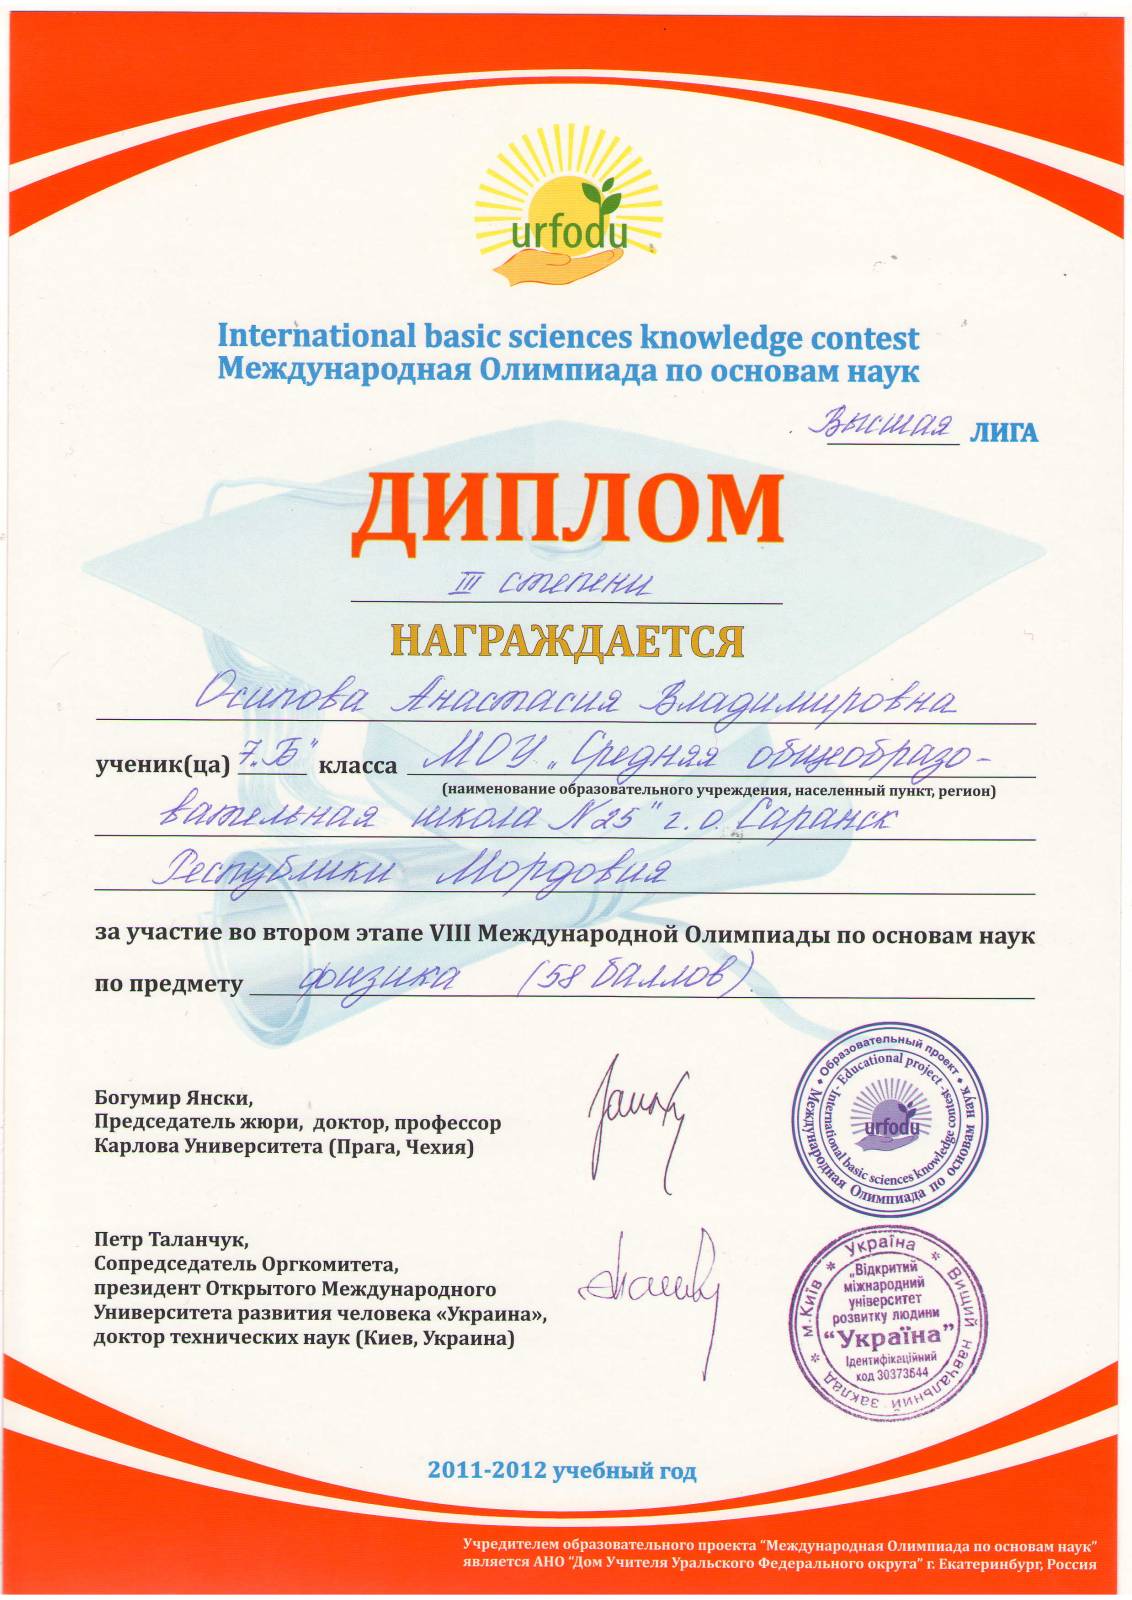 urfodu
International basic sciences knowledge contest
Международная Олимпиада по основам наук
Высшая ЛИГА
ДИПЛОМ
III степени
НАГРАЖДАЕТСЯ
Осипова Анастасия Владимировна
ученик(ца) 7„Б" класса МОУ „Средняя общеобразо-
(наименование образовательного учреждения, населенный пункт, регион)
вательная школа №25" г.о. Саранск
Республики Мордовия
за участие во втором этапе VIII Международной Олимпиады по основам наук
по предмету физика (58 баллов)
Богумир Янски,
Председатель жюри, доктор, профессор
Карлова Университета (Прага, Чехия)
Образовательный проект
Международная Олимпиада по основам наук
Educational project
International basic sciences knowledge contest
urfodu
Петр Таланчук,
Сопредседатель Оргкомитета,
президент Открытого Международного
Университета развития человека «Украина»,
доктор технических наук (Киев, Украина)
Україна * Вищий навчальний заклад * м.Київ *
„Відкритий
міжнародний
університет
розвитку людини
“Україна”
Ідентифікаційний
код 30373644
2011-2012 учебный год
Учредителем образовательного проекта “Международная Олимпиада по основам наук”
является АНО “Дом Учителя Уральского Федерального округа” г. Екатеринбург, Россия